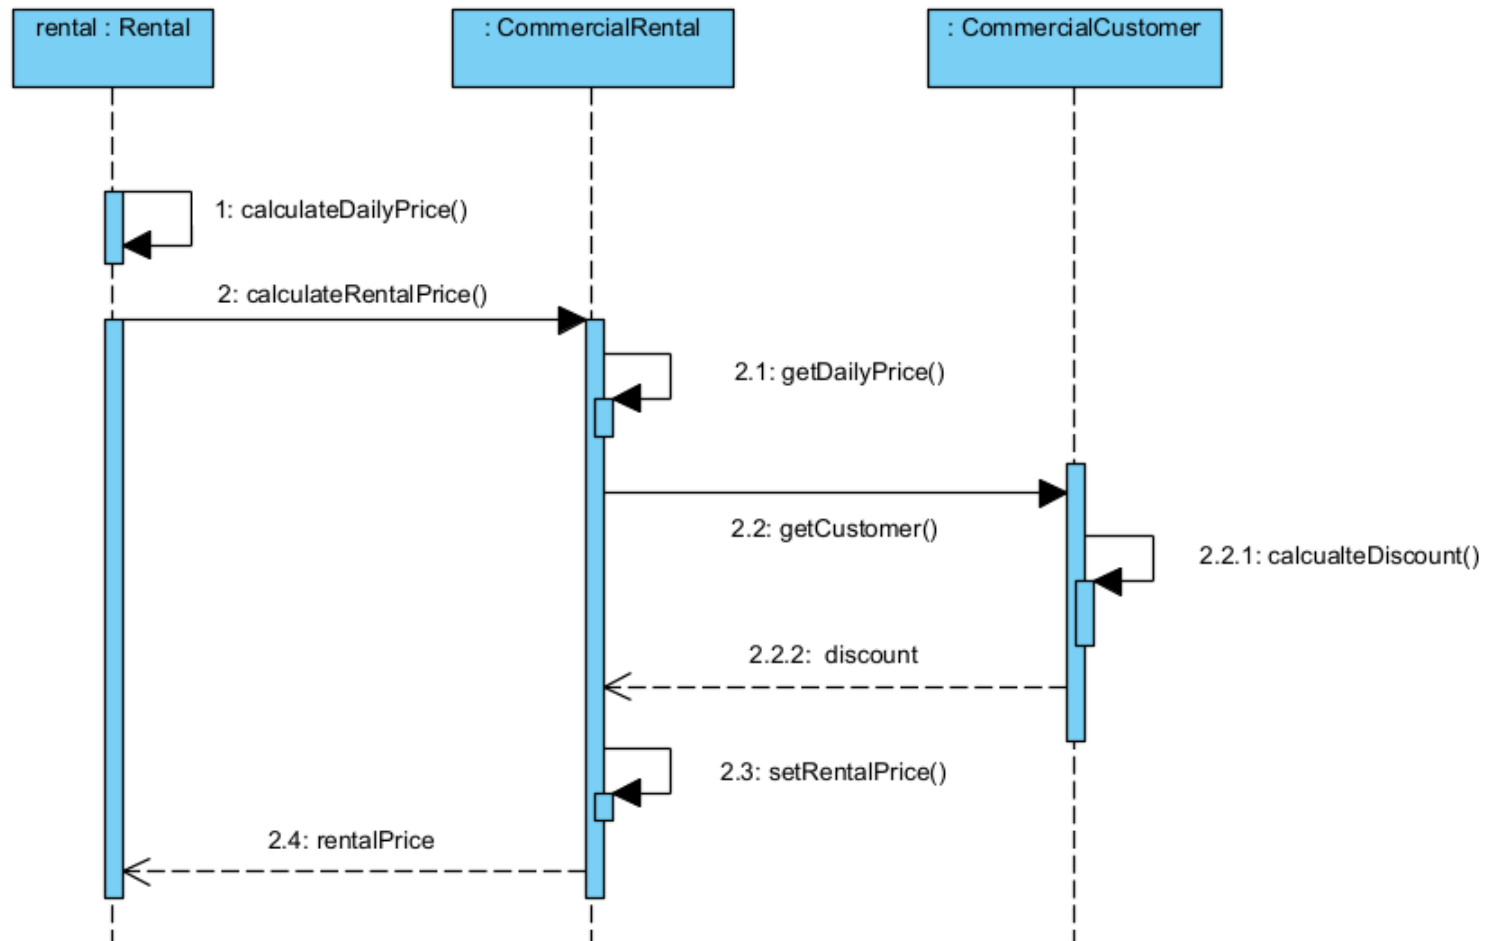 rental : Rental
: CommercialRental
: CommercialCustomer
1: calculateDailyPrice()
2: calculateRentalPrice()
2.1: getDailyPrice()
2.2: getCustomer()
2.2.1: calcualteDiscount()
2.2.2:  discount
2.3: setRentalPrice()
2.4: rentalPrice